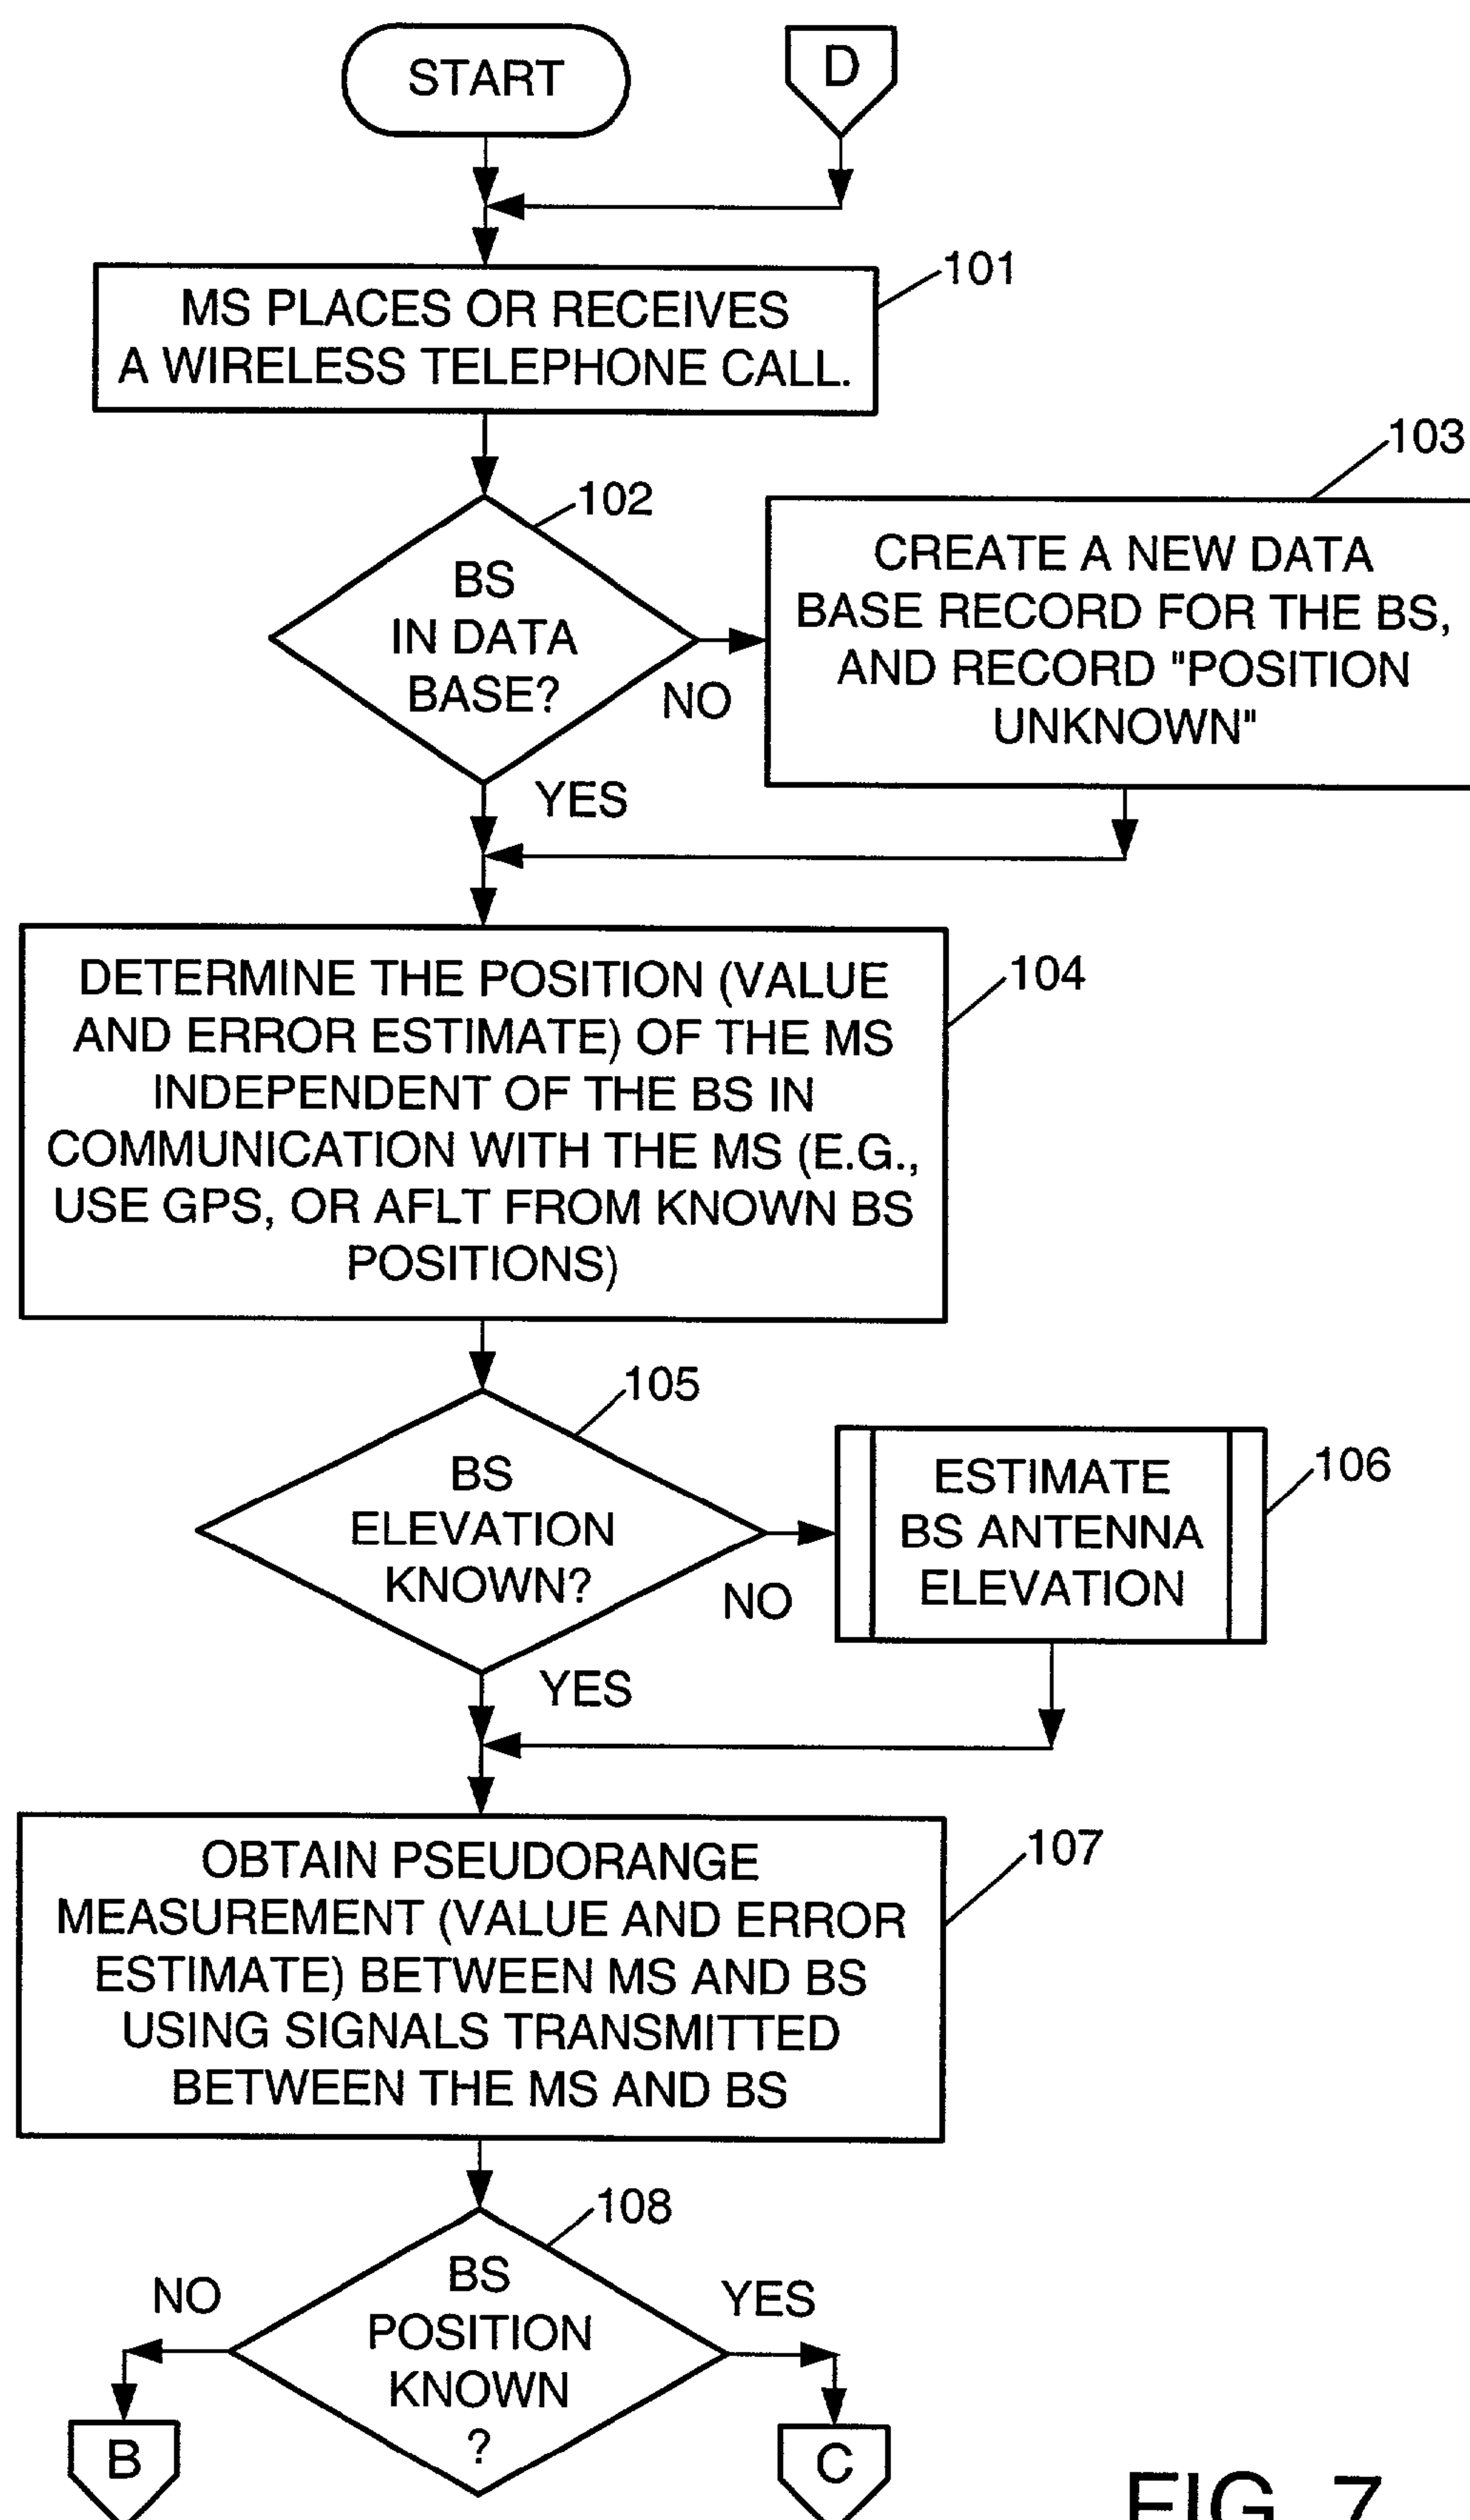 START
D
101
MS PLACES OR RECEIVES
A WIRELESS TELEPHONE CALL.
103
102
BS
IN DATA
BASE?
NO
YES
CREATE A NEW DATA
BASE RECORD FOR THE BS,
AND RECORD "POSITION
UNKNOWN"
104
DETERMINE THE POSITION (VALUE
AND ERROR ESTIMATE) OF THE MS
INDEPENDENT OF THE BS IN
COMMUNICATION WITH THE MS (E.G.,
USE GPS, OR AFLT FROM KNOWN BS
POSITIONS)
105
BS
ELEVATION
KNOWN?
NO
YES
106
ESTIMATE
BS ANTENNA
ELEVATION
107
OBTAIN PSEUDORANGE
MEASUREMENT (VALUE AND ERROR
ESTIMATE) BETWEEN MS AND BS
USING SIGNALS TRANSMITTED
BETWEEN THE MS AND BS
108
BS
POSITION
KNOWN
?
NO
YES
B
C
FIG. 7